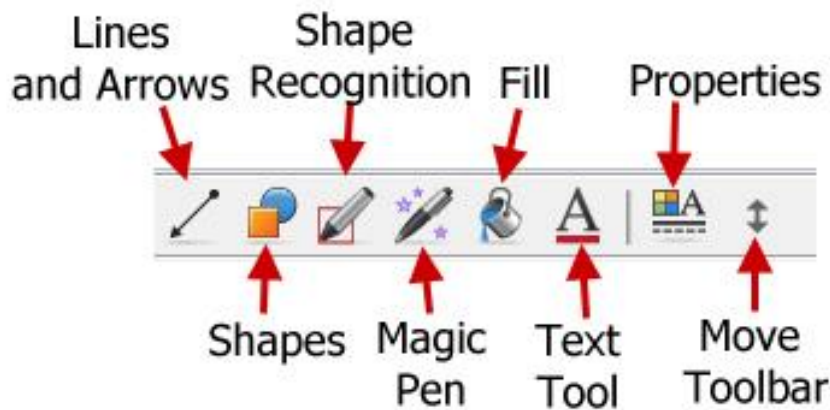 Lines
and Arrows
Shape
Recognition
Fill
Properties
A
A
Shapes
Magic
Pen
Text
Tool
Move
Toolbar